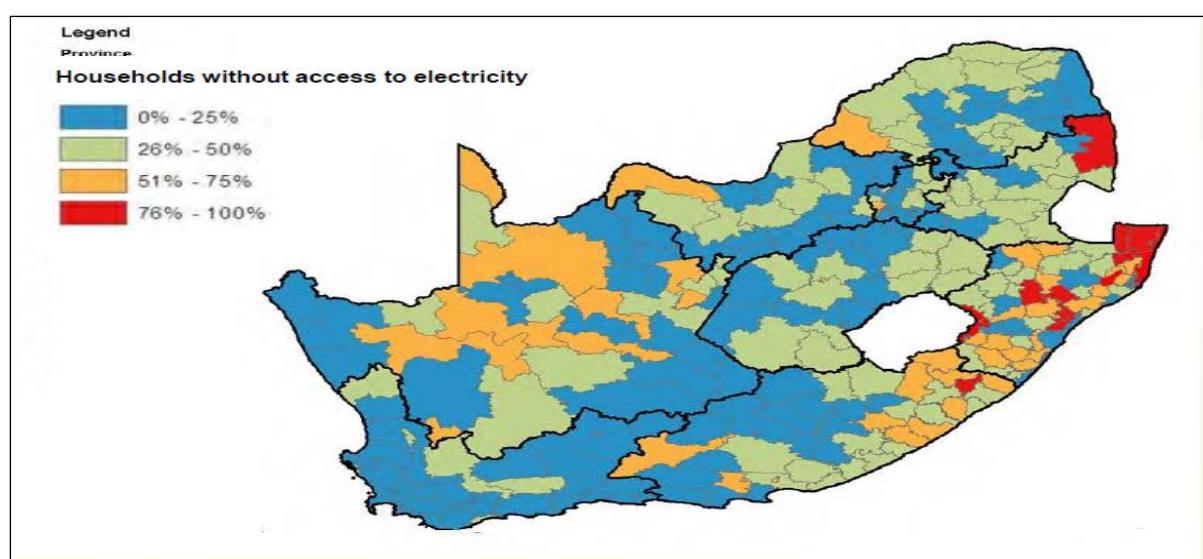 Legend
Province
Households without access to electricity
0% - 25%
26% - 50%
51% - 75%
76% - 100%